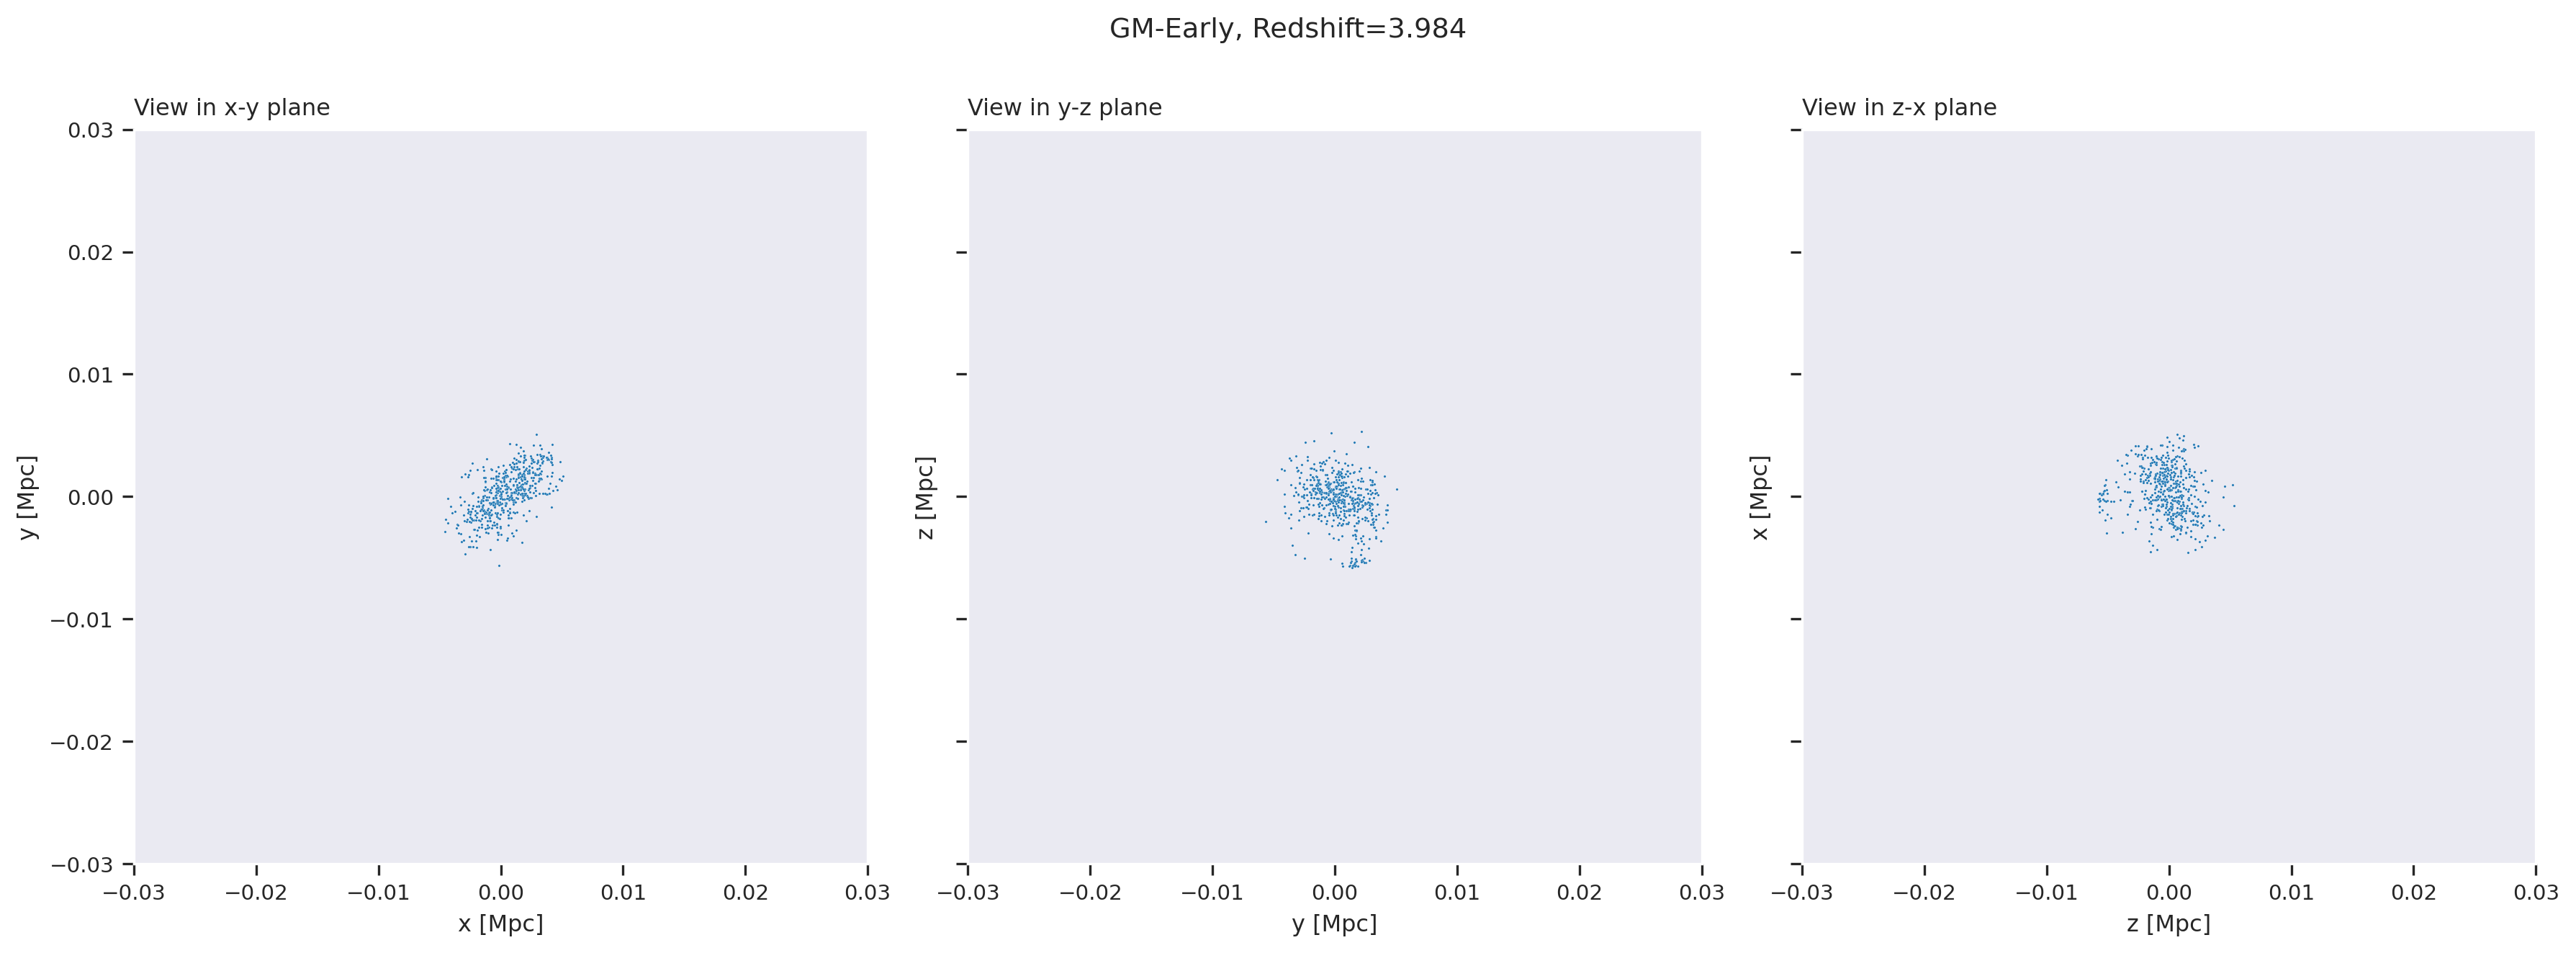 GM-Early, Redshift=3.984
View in x-y plane
0.03
0.02
0.01
0.00
−0.01
−0.02
−0.03
y [Mpc]
−0.03 −0.02 −0.01 0.00 0.01 0.02 0.03
x [Mpc]
View in y-z plane
z [Mpc]
−0.03 −0.02 −0.01 0.00 0.01 0.02 0.03
y [Mpc]
View in z-x plane
x [Mpc]
−0.03 −0.02 −0.01 0.00 0.01 0.02 0.03
z [Mpc]